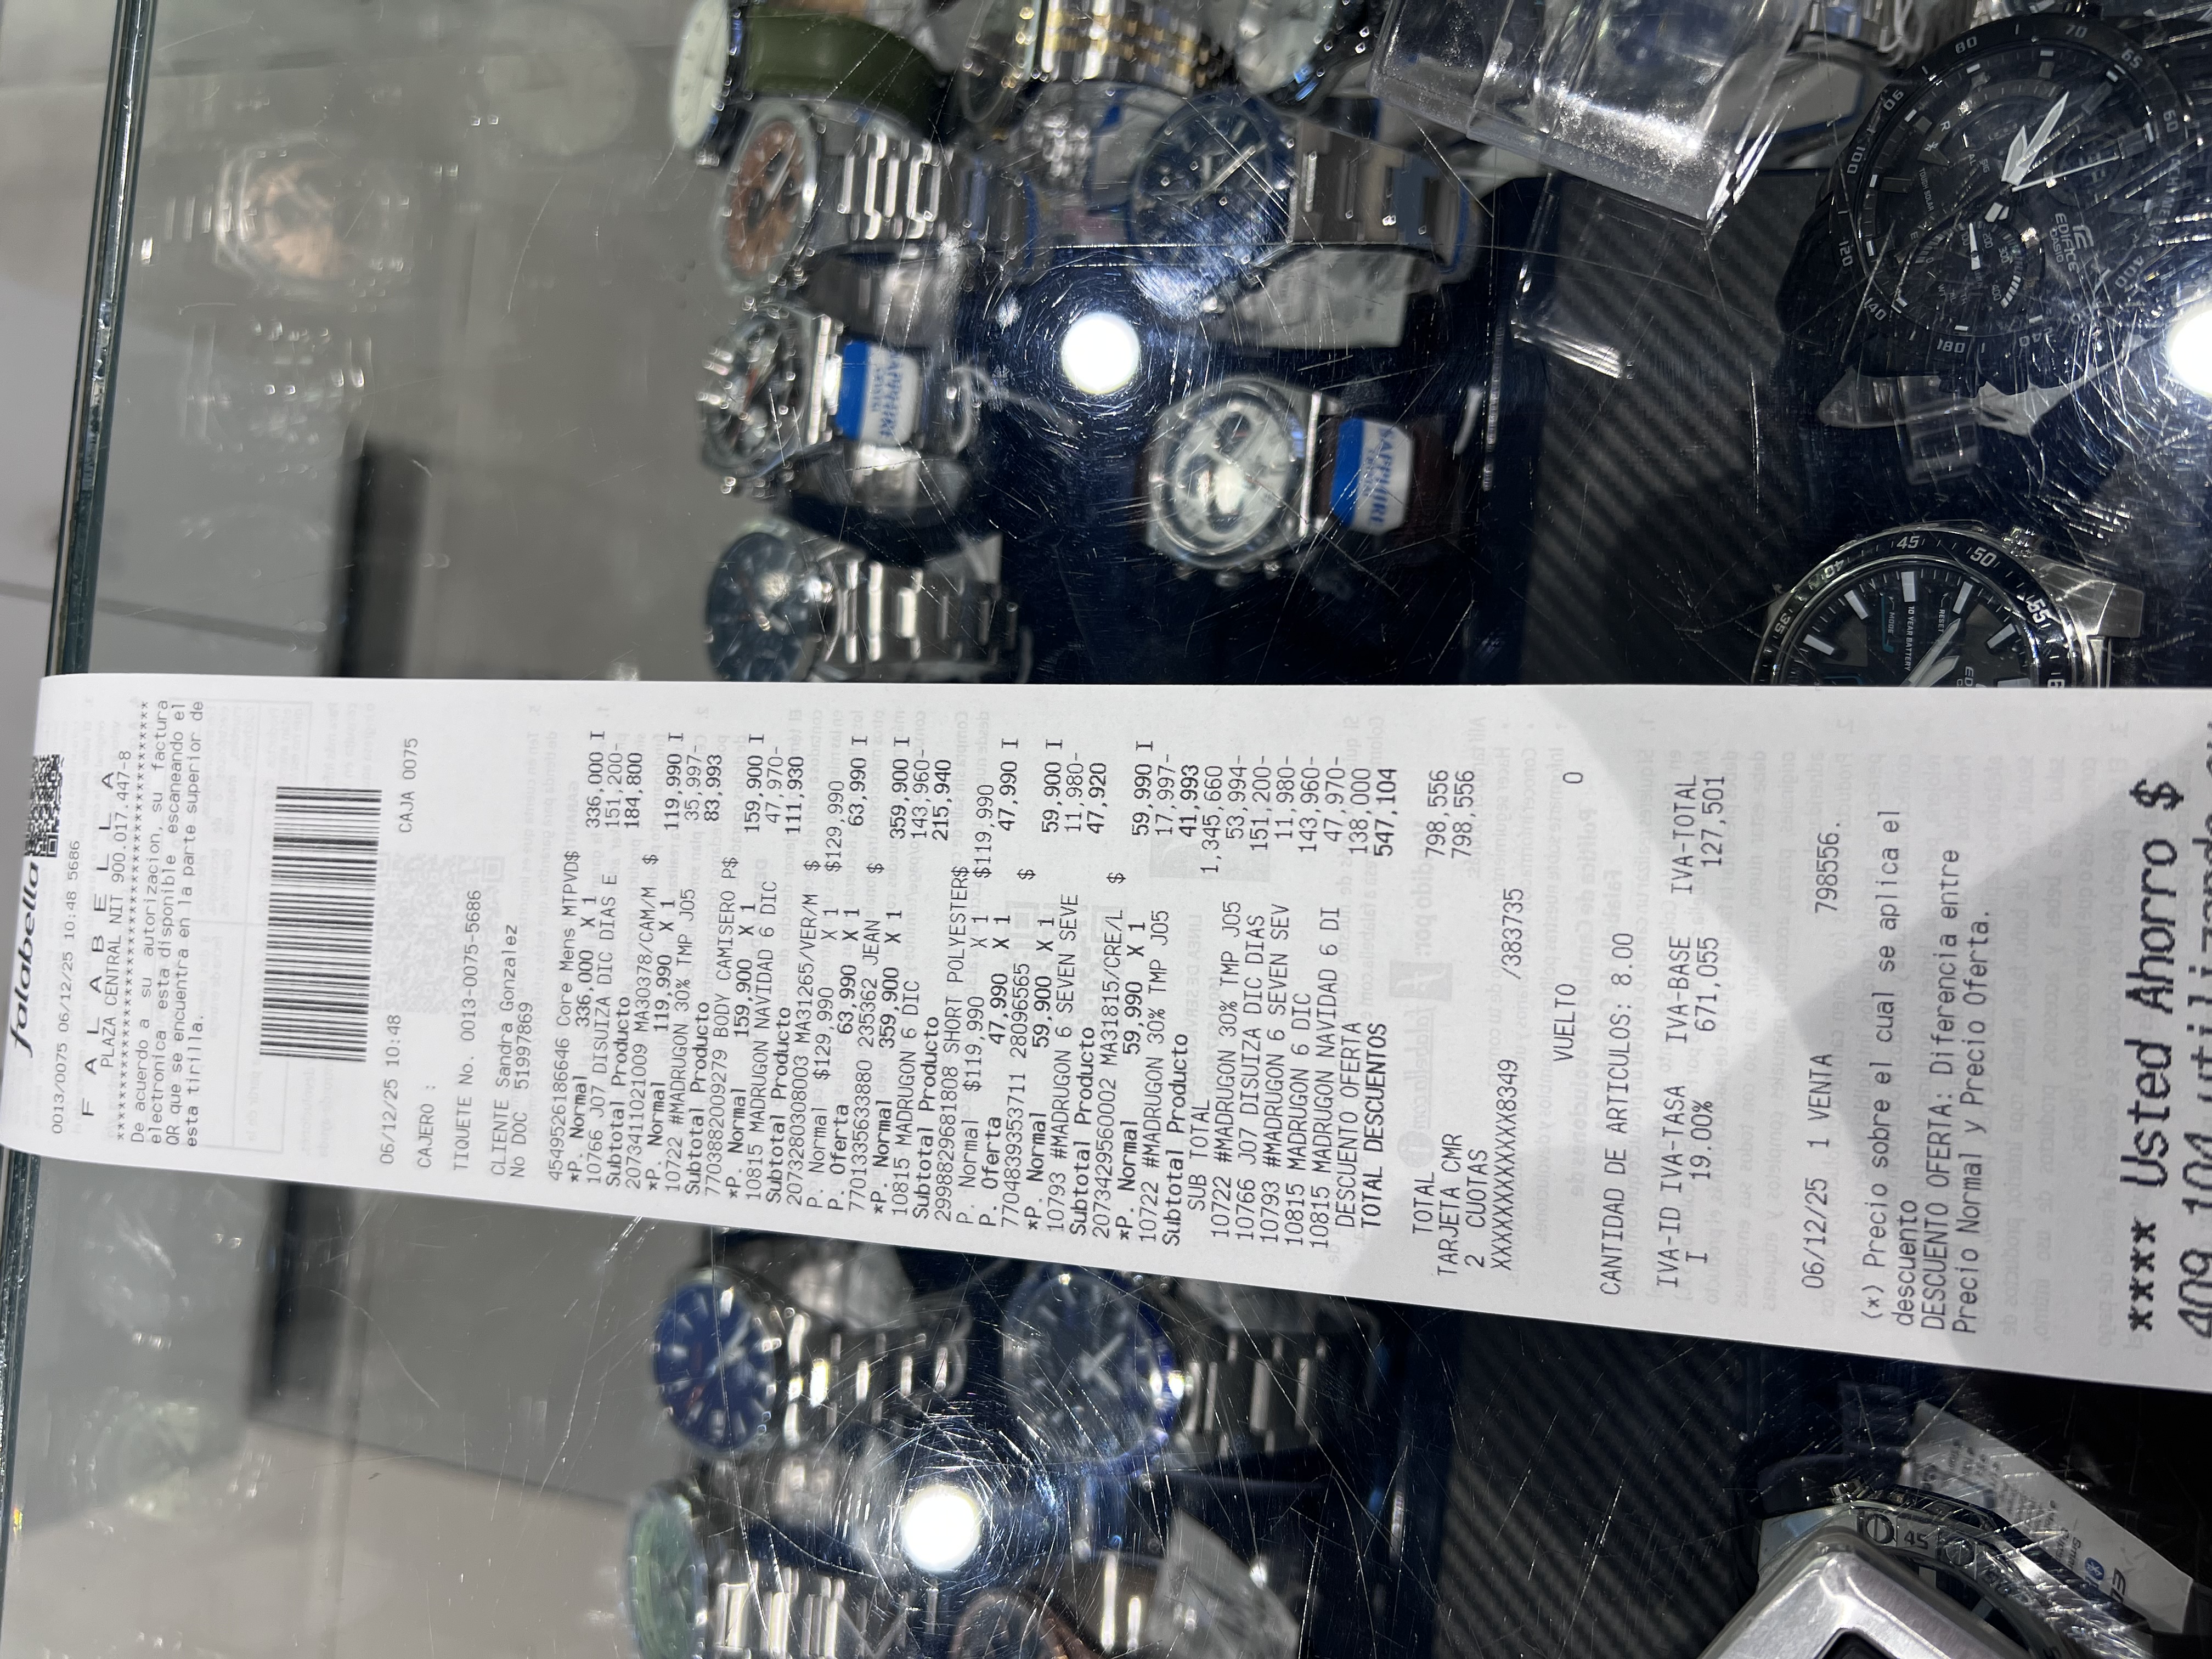 falabella
0013/0075 06/12/25 10:48 5686
F A L A B E L L A
PLAZA CENTRAL NIT 900.017.447-8
****************************************
De acuerdo a su autorizacion, su factura
electronica esta disponible escaneando el
QR que se encuentra en la parte superior de
esta tirilla.
06/12/25 10:48 CAJA 0075
CAJERO :
TIQUETE No. 0013-0075-5686
CLIENTE Sandra Gonzalez
No DOC 51997869
4549526186646 Core Mens MTPVD$
*P. Normal 336,000 X 1 336,000 I
10766 J07 DISUIZA DIC DIAS E 151,200-
Subtotal Producto 184,800
2073411021009 MA30378/CAM/M $
*P. Normal 119,990 X 1 119,990 I
10722 #MADRUGON 30% TMP J05 35,997-
Subtotal Producto 83,993
7703882009279 BODY CAMISERO P$
*P. Normal 159,900 X 1 159,900 I
10815 MADRUGON NAVIDAD 6 DIC 47,970-
Subtotal Producto 111,930
2073280308003 MA31265/VER/M $
P. Normal $129,990 X 1 $129,990
P. Oferta 63,990 X 1 63,990 I
7701335633880 235362 JEAN $
*P. Normal 359,900 X 1 359,900 I
10815 MADRUGON 6 DIC 143,960-
Subtotal Producto 215,940
2998829681808 SHORT POLYESTER$
P. Normal $119,990 X 1 $119,990
P. Oferta 47,990 X 1 47,990 I
7704839353711 28096565 $
*P. Normal 59,900 X 1 59,900 I
10793 #MADRUGON 6 SEVEN SEVE 11,980-
Subtotal Producto 47,920
2073429560002 MA31815/CRE/L $
*P. Normal 59,990 X 1 59,990 I
10722 #MADRUGON 30% TMP J05 17,997-
Subtotal Producto 41,993
SUB TOTAL 1,345,660
10722 #MADRUGON 30% TMP J05 53,994-
10766 J07 DISUIZA DIC DIAS 151,200-
10793 #MADRUGON 6 SEVEN SEV 11,980-
10815 MADRUGON 6 DIC 143,960-
10815 MADRUGON NAVIDAD 6 DI 47,970-
DESCUENTO OFERTA 138,000
TOTAL DESCUENTOS 547,104
TOTAL 798,556
TARJETA CMR 798,556
2 CUOTAS
XXXXXXXXXXXXX8349 /383735
VUELTO 0
CANTIDAD DE ARTICULOS: 8.00
IVA-ID IVA-TASA IVA-BASE IVA-TOTAL
I 19.00% 671,055 127,501
06/12/25 1 VENTA 798556.
(*) Precio sobre el cual se aplica el
descuento
DESCUENTO OFERTA: Diferencia entre
Precio Normal y Precio Oferta.
**** Usted Ahorro $
SAPPHIRE
SAPPHIRE
EDIFICE
CASIO
10 YEAR BATTERY